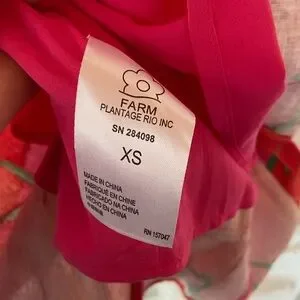 FARM
PLANTAGE RIO INC
SN 284098
XS
MADE IN CHINA
FABRIQUÉ EN CHINE
FABRICADO NA CHINA
HECHO EN CHINA
RN 157047